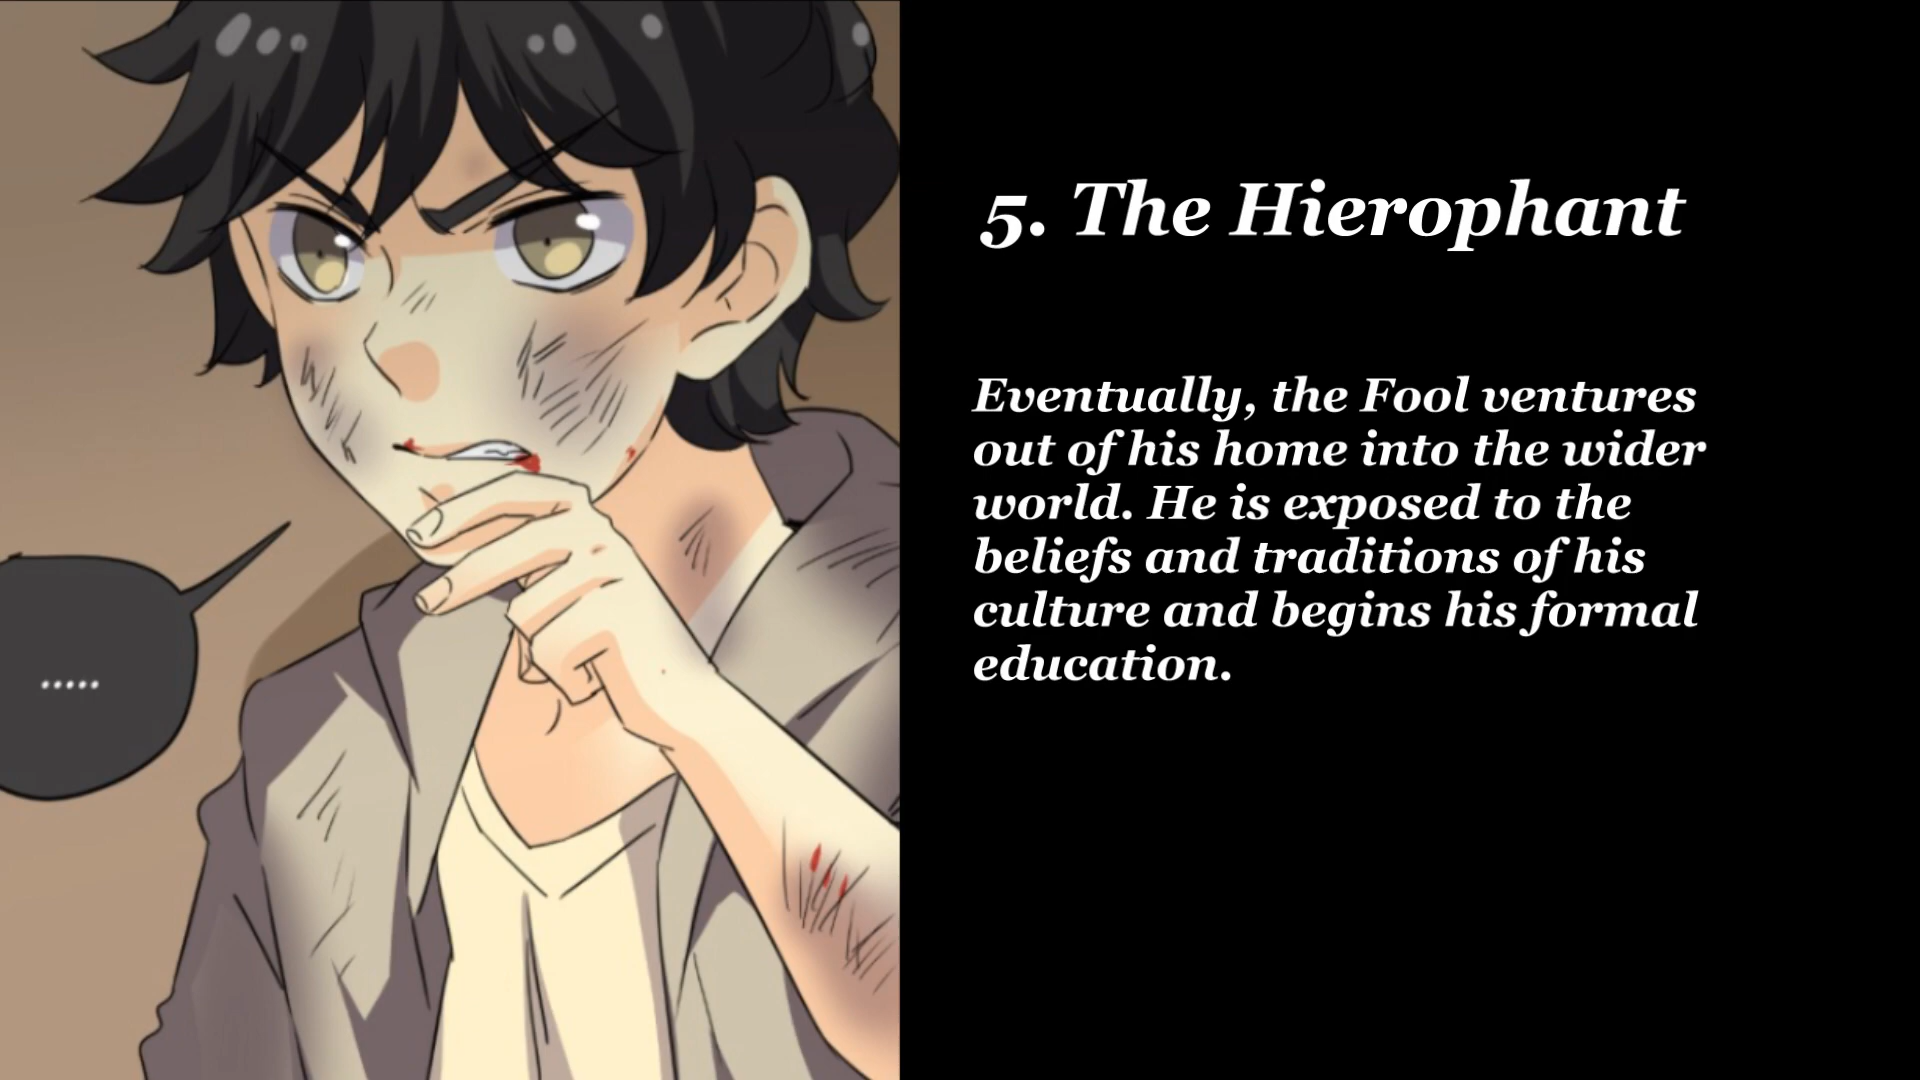 5. The Hierophant
Eventually, the Fool ventures
out of his home into the wider
world. He is exposed to the
beliefs and traditions of his
culture and begins his formal
education.
.....